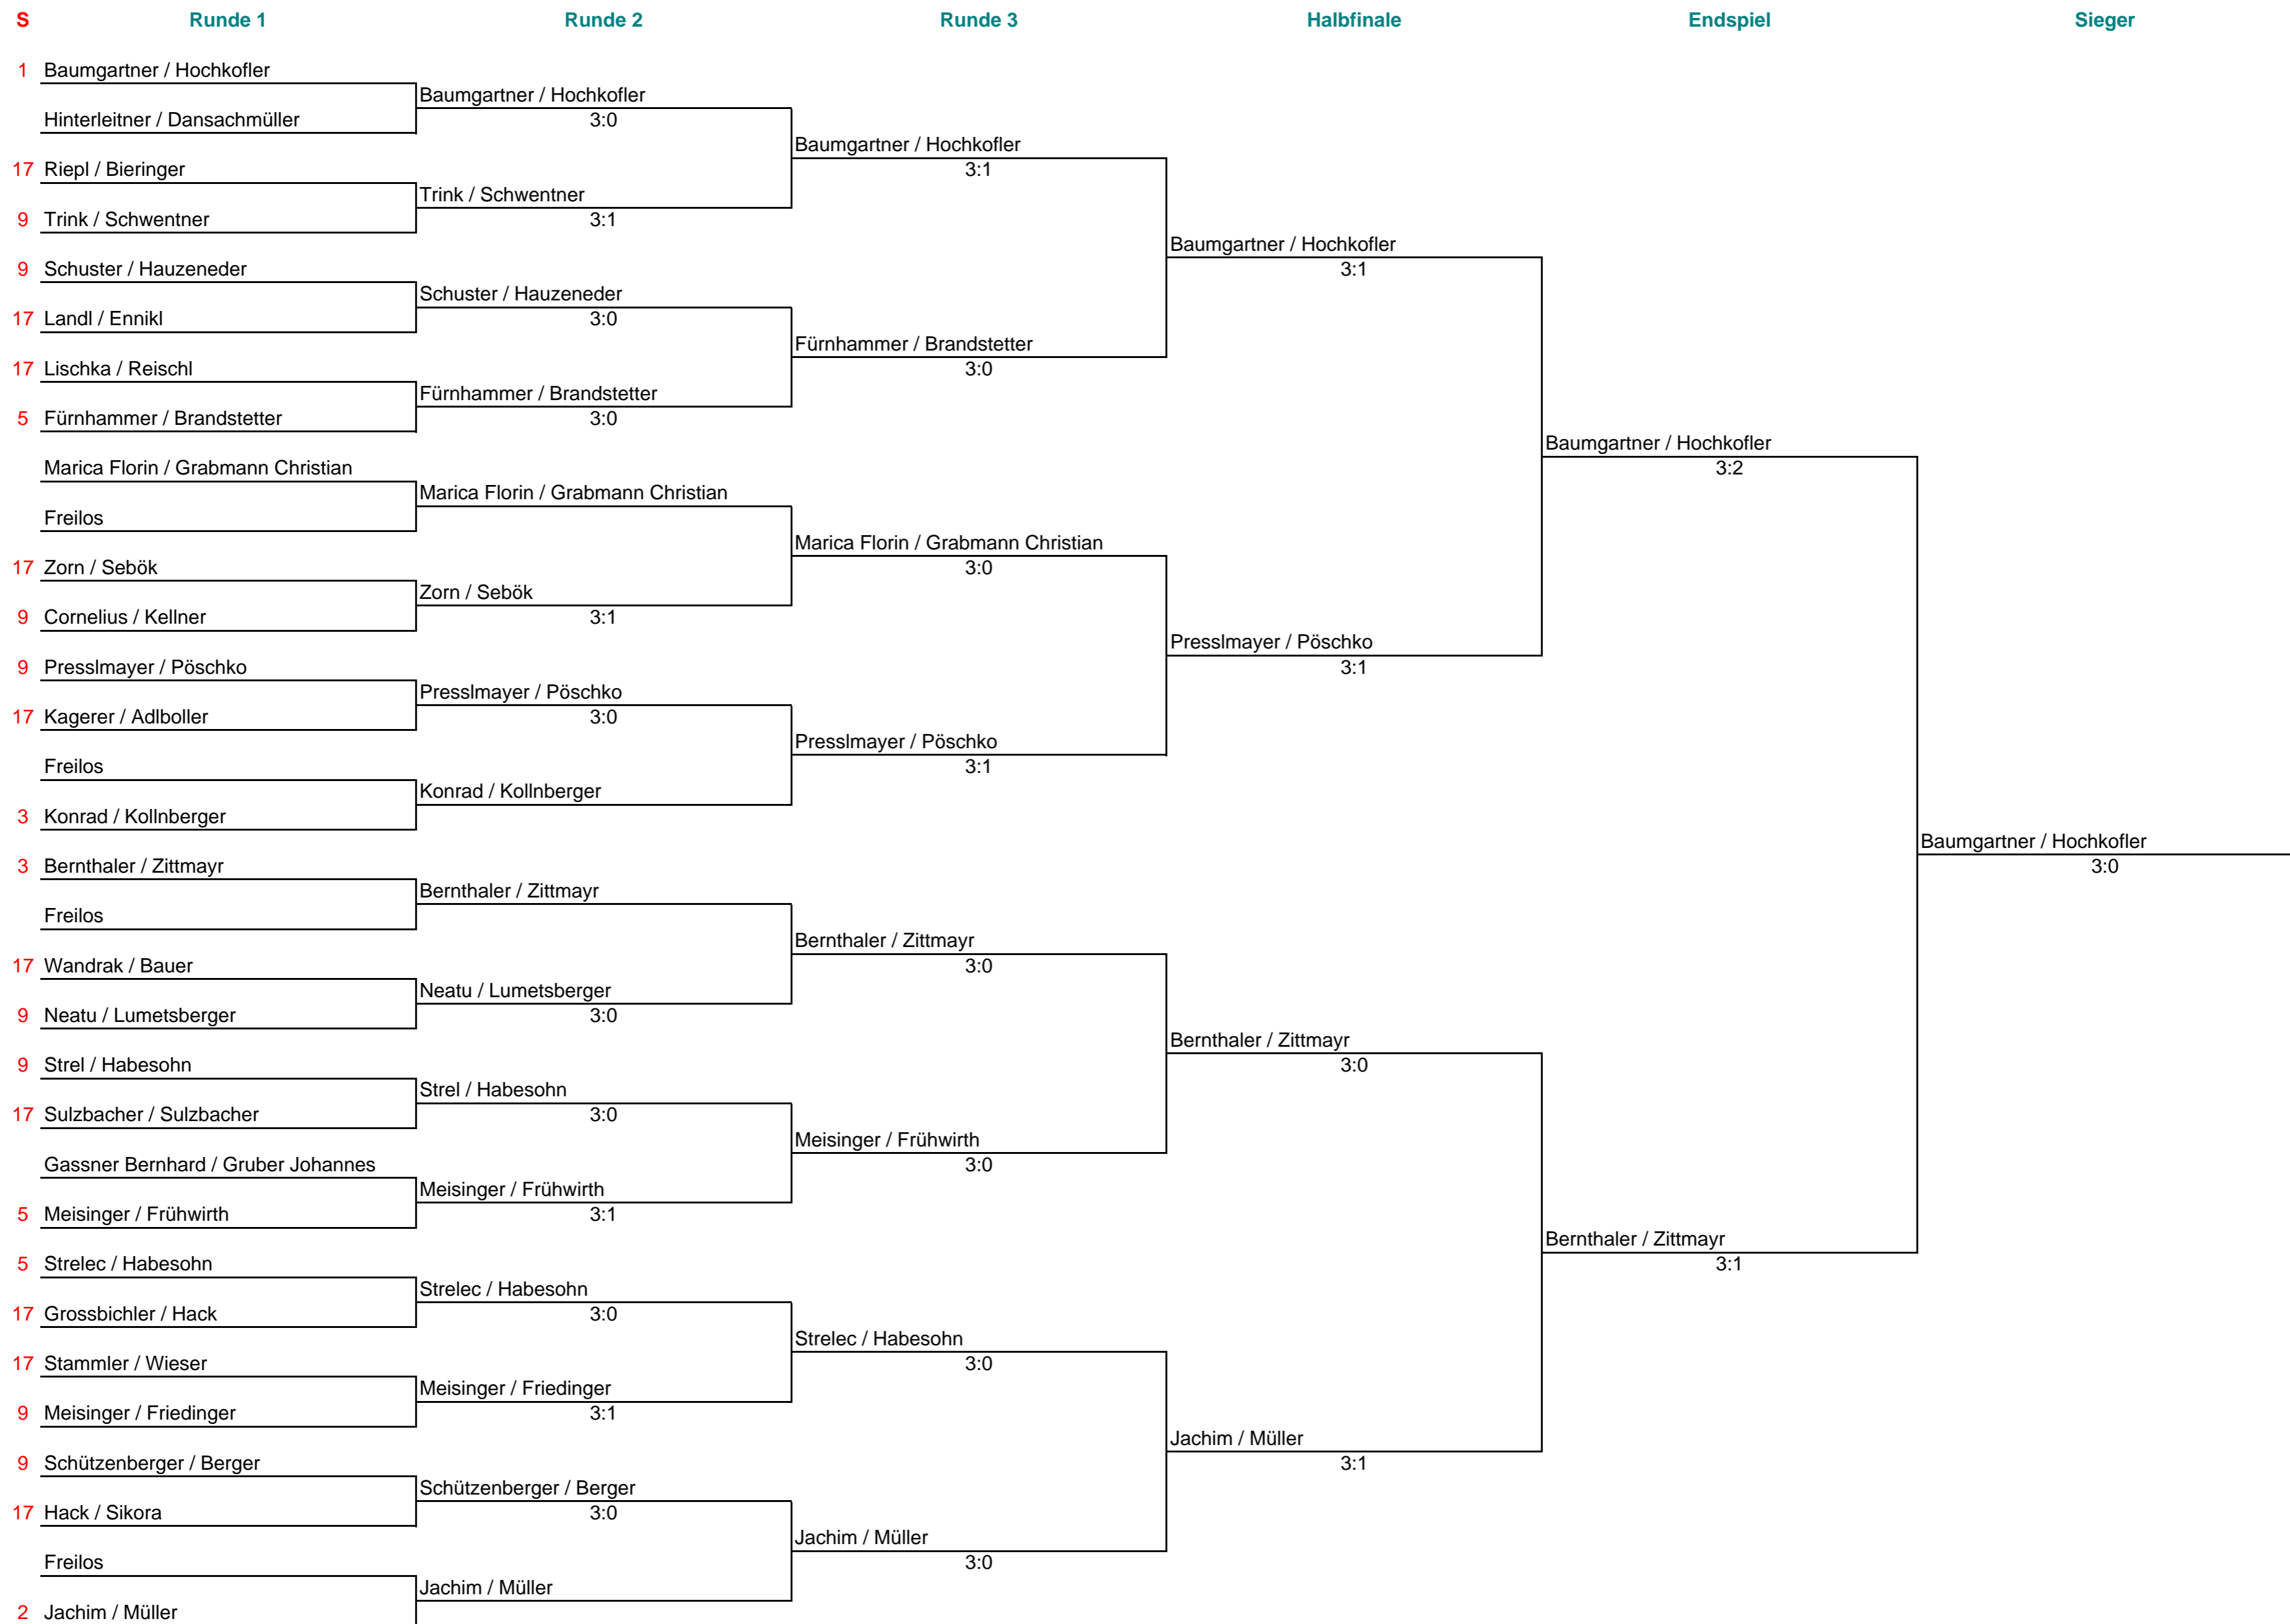 S Runde 1 Runde 2 Runde 3 Halbfinale Endspiel Sieger
1 Baumgartner / Hochkofler
Baumgartner / Hochkofler
Hinterleitner / Dansachmüller 3:0
Baumgartner / Hochkofler
17 Riepl / Bieringer 3:1
Trink / Schwentner
9 Trink / Schwentner 3:1
Baumgartner / Hochkofler
9 Schuster / Hauzeneder 3:1
Schuster / Hauzeneder
17 Landl / Ennikl 3:0
Fürnhammer / Brandstetter
17 Lischka / Reischl 3:0
Fürnhammer / Brandstetter
5 Fürnhammer / Brandstetter 3:0
Baumgartner / Hochkofler
Marica Florin / Grabmann Christian 3:2
Marica Florin / Grabmann Christian
Freilos
Marica Florin / Grabmann Christian
17 Zorn / Sebök 3:0
Zorn / Sebök
9 Cornelius / Kellner 3:1
Presslmayer / Pöschko
9 Presslmayer / Pöschko 3:1
Presslmayer / Pöschko
17 Kagerer / Adlboller 3:0
Presslmayer / Pöschko
Freilos 3:1
Konrad / Kollnberger
3 Konrad / Kollnberger
Baumgartner / Hochkofler
3 Bernthaler / Zittmayr 3:0
Bernthaler / Zittmayr
Freilos
Bernthaler / Zittmayr
17 Wandrak / Bauer 3:0
Neatu / Lumetsberger
9 Neatu / Lumetsberger 3:0
Bernthaler / Zittmayr
9 Strel / Habesohn 3:0
Strel / Habesohn
17 Sulzbacher / Sulzbacher 3:0
Meisinger / Frühwirth
Gassner Bernhard / Gruber Johannes 3:0
Meisinger / Frühwirth
5 Meisinger / Frühwirth 3:1
Bernthaler / Zittmayr
5 Strelec / Habesohn 3:1
Strelec / Habesohn
17 Grossbichler / Hack 3:0
Strelec / Habesohn
17 Stammler / Wieser 3:0
Meisinger / Friedinger
9 Meisinger / Friedinger 3:1
Jachim / Müller
9 Schützenberger / Berger 3:1
Schützenberger / Berger
17 Hack / Sikora 3:0
Jachim / Müller
Freilos 3:0
Jachim / Müller
2 Jachim / Müller